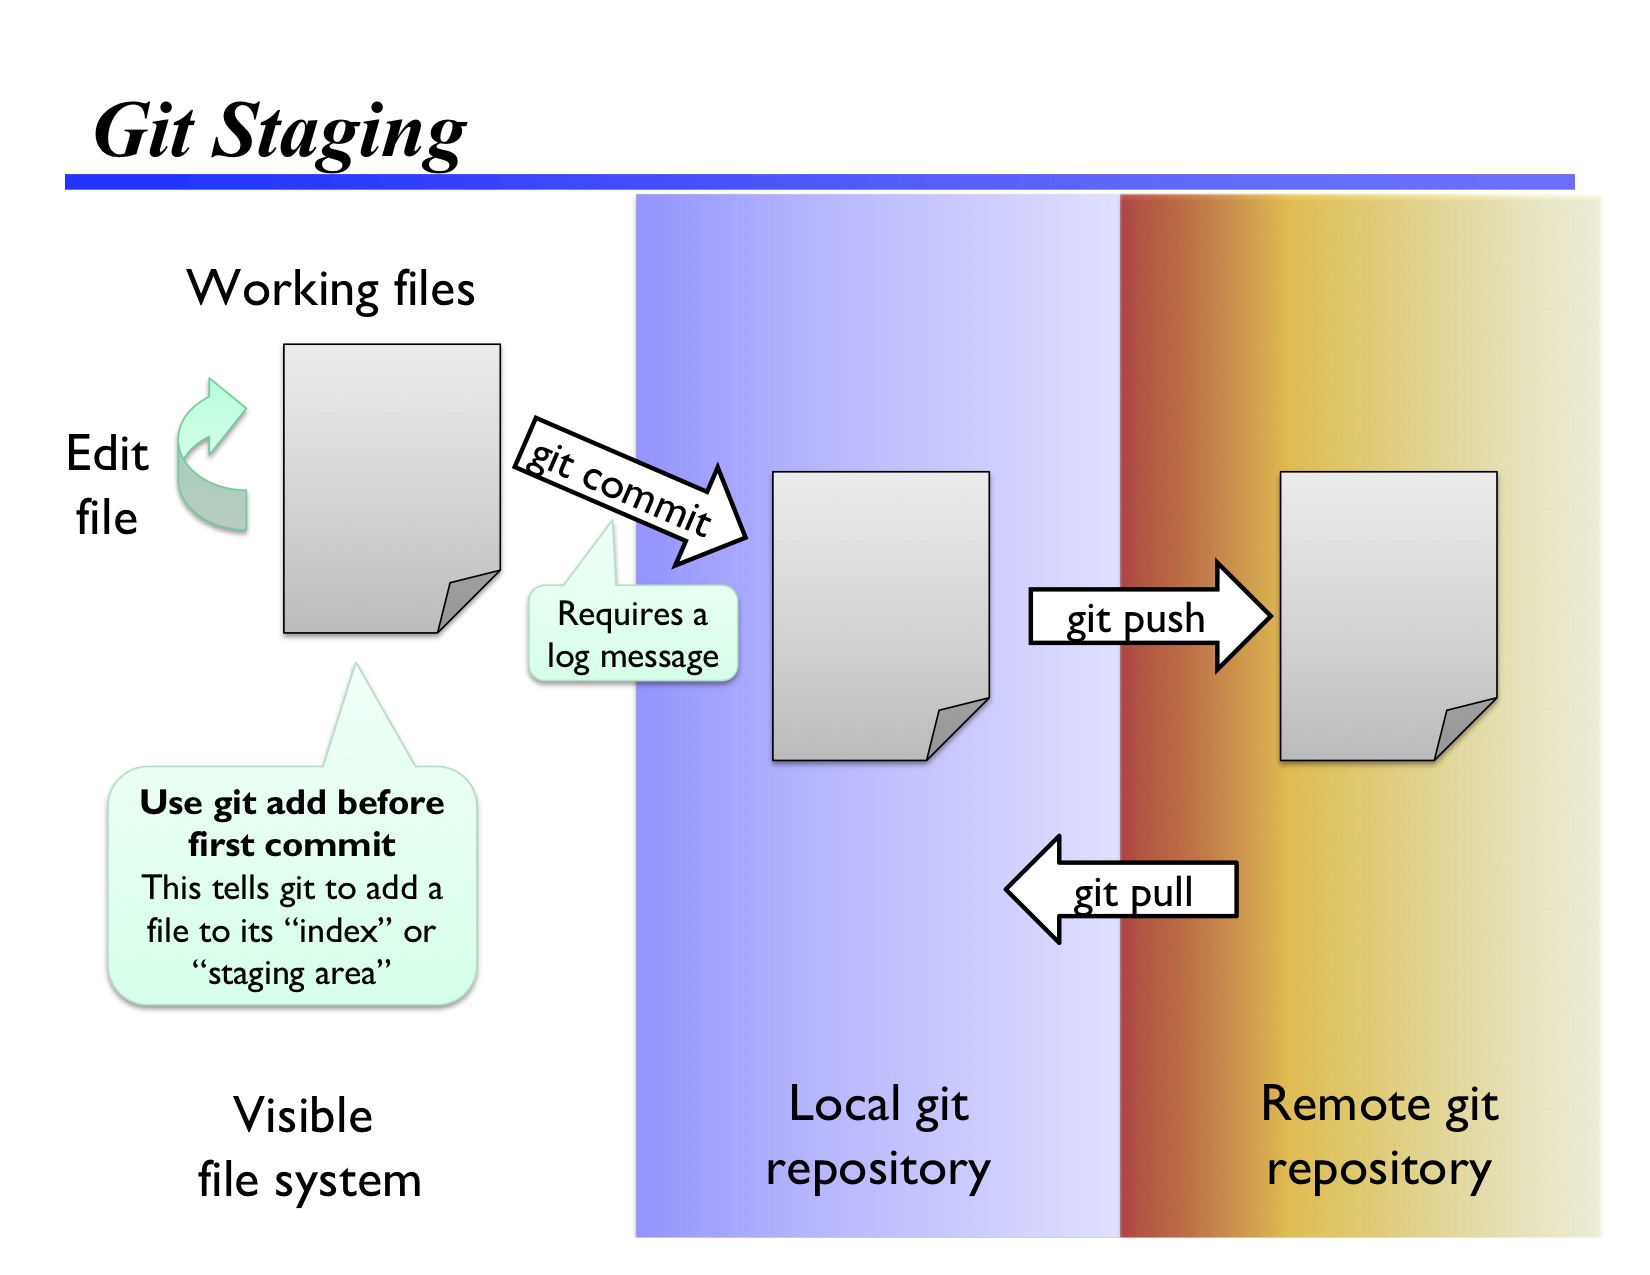 Git Staging
Working files
Edit
file
git commit
Requires a
log message
git push
git pull
Use git add before
first commit
This tells git to add a
file to its “index” or
“staging area”
Visible
file system
Local git
repository
Remote git
repository